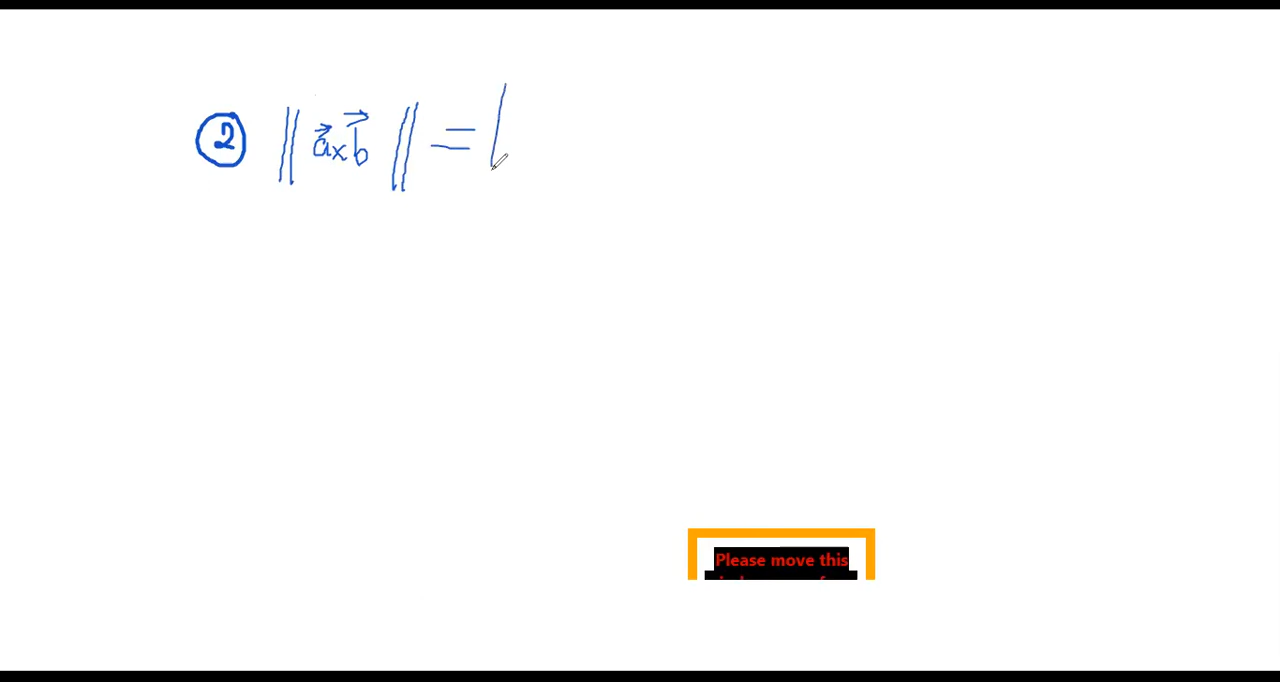 ② ‖ a⃗×b⃗ ‖ = |
Please move this